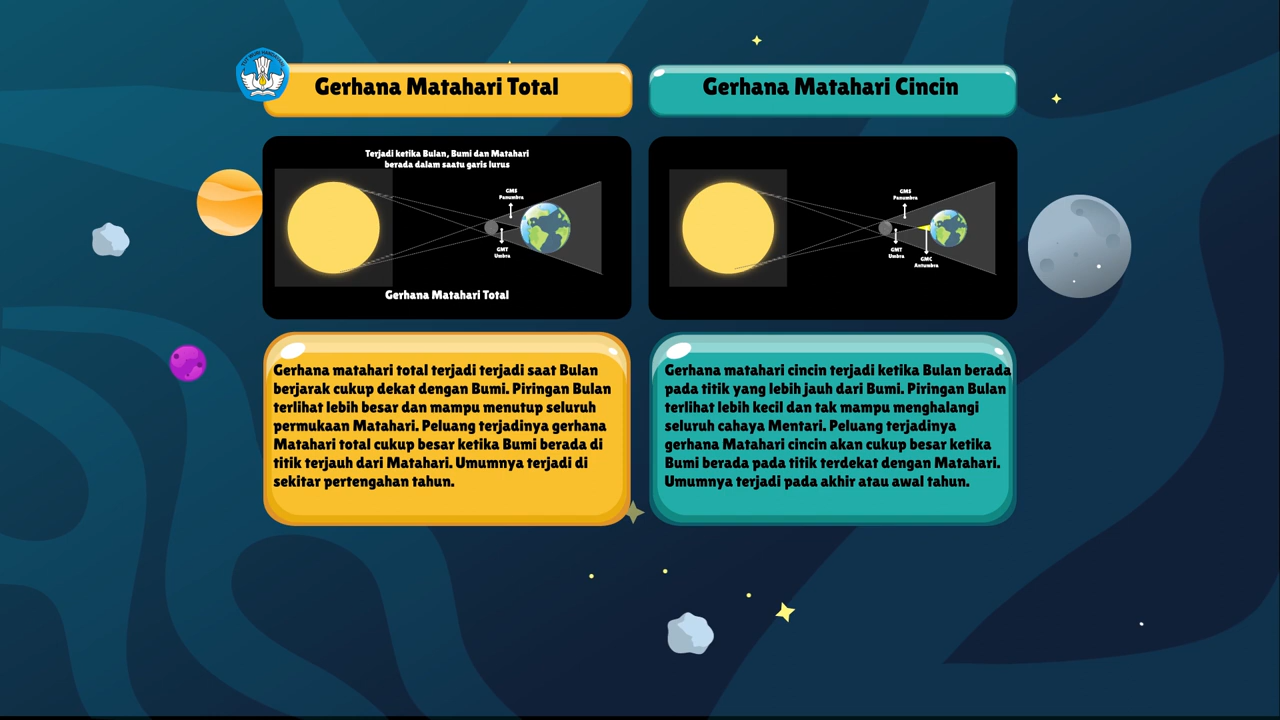 Gerhana Matahari Total
Terjadi ketika Bulan, Bumi dan Matahari
berada dalam saatu garis lurus
GMS
Panumbra
GMT
Umbra
Gerhana Matahari Total
Gerhana matahari total terjadi terjadi saat Bulan
berjarak cukup dekat dengan Bumi. Piringan Bulan
terlihat lebih besar dan mampu menutup seluruh
permukaan Matahari. Peluang terjadinya gerhana
Matahari total cukup besar ketika Bumi berada di
titik terjauh dari Matahari. Umumnya terjadi di
sekitar pertengahan tahun.
Gerhana Matahari Cincin
GMS
Panumbra
GMT
Umbra
GMC
Antumbra
Gerhana matahari cincin terjadi ketika Bulan berada
pada titik yang lebih jauh dari Bumi. Piringan Bulan
terlihat lebih kecil dan tak mampu menghalangi
seluruh cahaya Mentari. Peluang terjadinya
gerhana Matahari cincin akan cukup besar ketika
Bumi berada pada titik terdekat dengan Matahari.
Umumnya terjadi pada akhir atau awal tahun.